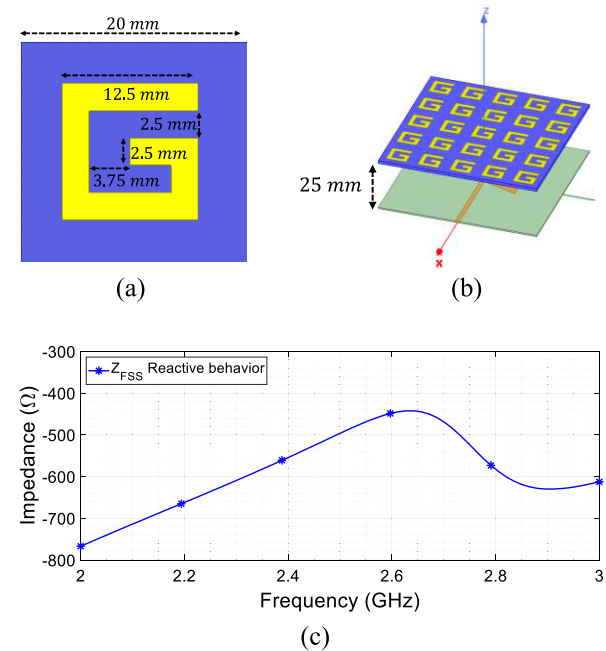 20 mm
12.5 mm
2.5 mm
2.5 mm
3.75 mm
(a)
z
25 mm
x
(b)
-300
-400
-500
-600
-700
-800
Impedance (Ω)
Z_FSS Reactive behavior
2 2.2 2.4 2.6 2.8 3
Frequency (GHz)
(c)